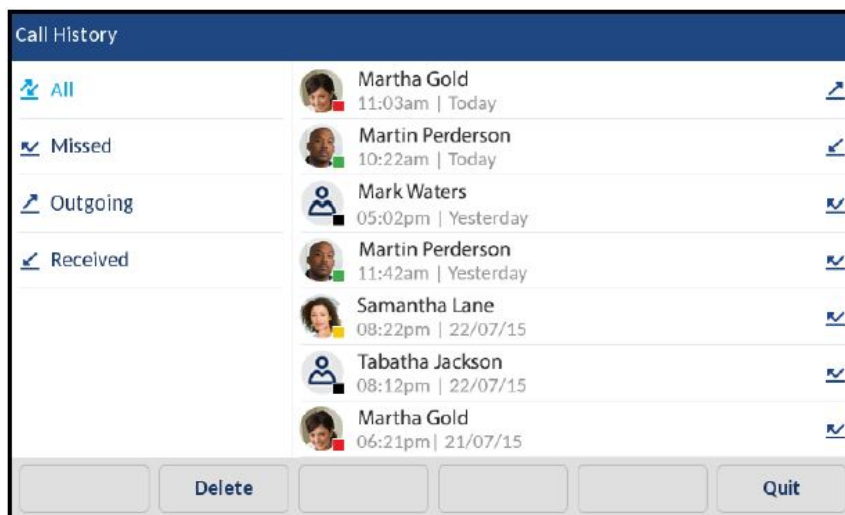 Call History
All
Missed
Outgoing
Received
Martha Gold
11:03am | Today
Martin Perderson
10:22am | Today
Mark Waters
05:02pm | Yesterday
Martin Perderson
11:42am | Yesterday
Samantha Lane
08:22pm | 22/07/15
Tabatha Jackson
08:12pm | 22/07/15
Martha Gold
06:21pm| 21/07/15
Delete
Quit